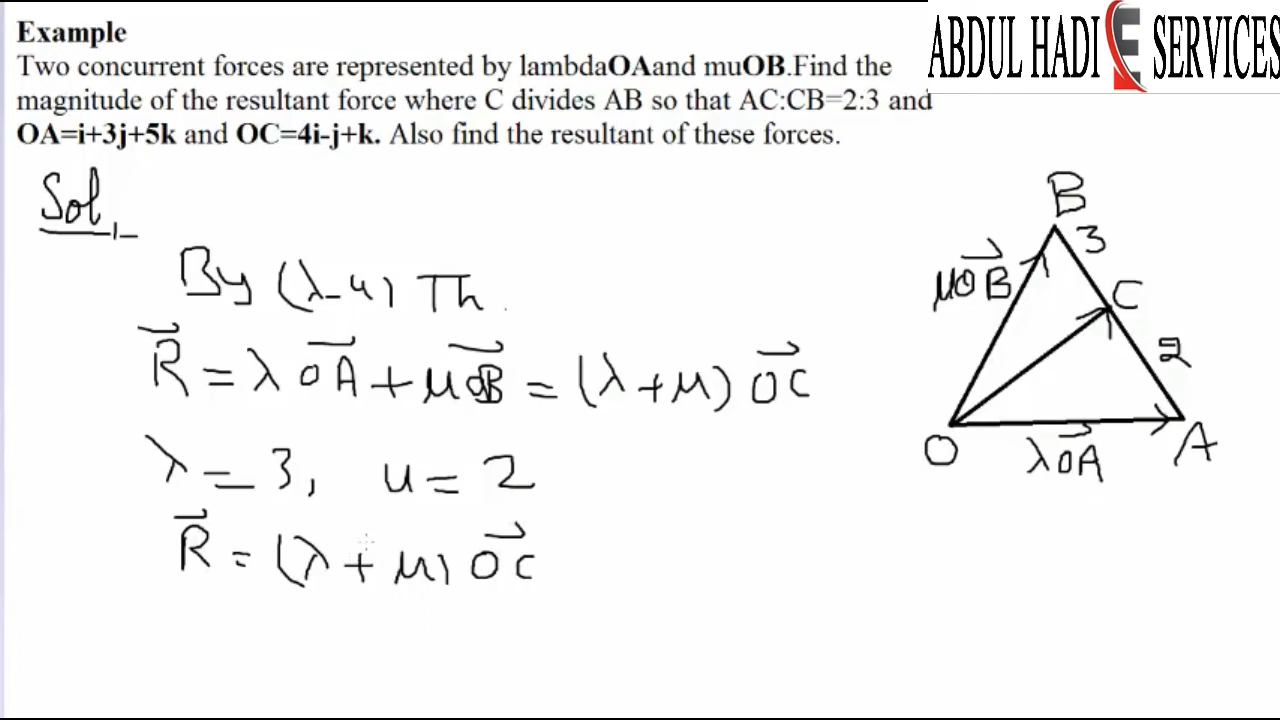 Example
ABDUL HADI E SERVICES
Two concurrent forces are represented by lambdaOAand muOB.Find the
magnitude of the resultant force where C divides AB so that AC:CB=2:3 and
OA=i+3j+5k and OC=4i-j+k. Also find the resultant of these forces.
Sol
By (λ-u) Th.
R⃗ = λ OA⃗ + μ OB⃗ = (λ+μ) OC⃗
λ = 3, u = 2
R⃗ = (λ + μ) OC⃗
B
3
μOB⃗
C
2
O
λOA⃗
A